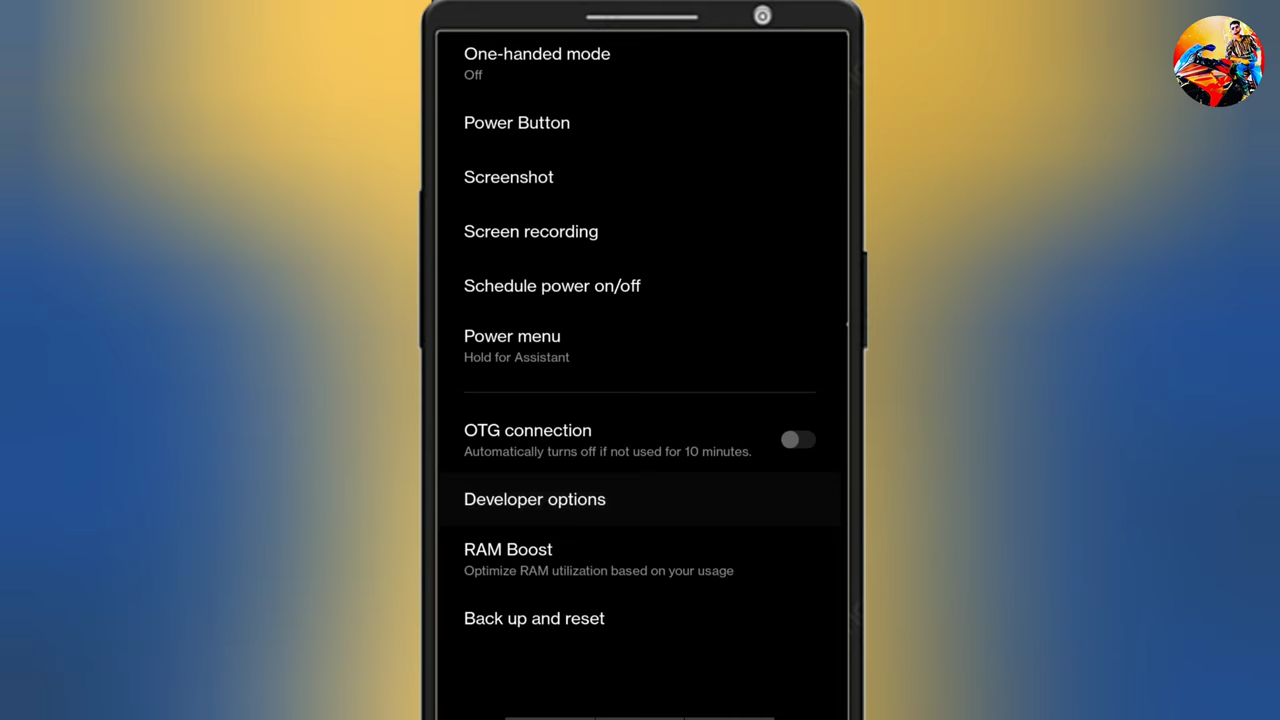 One-handed mode
Off
Power Button
Screenshot
Screen recording
Schedule power on/off
Power menu
Hold for Assistant
OTG connection
Automatically turns off if not used for 10 minutes.
Developer options
RAM Boost
Optimize RAM utilization based on your usage
Back up and reset